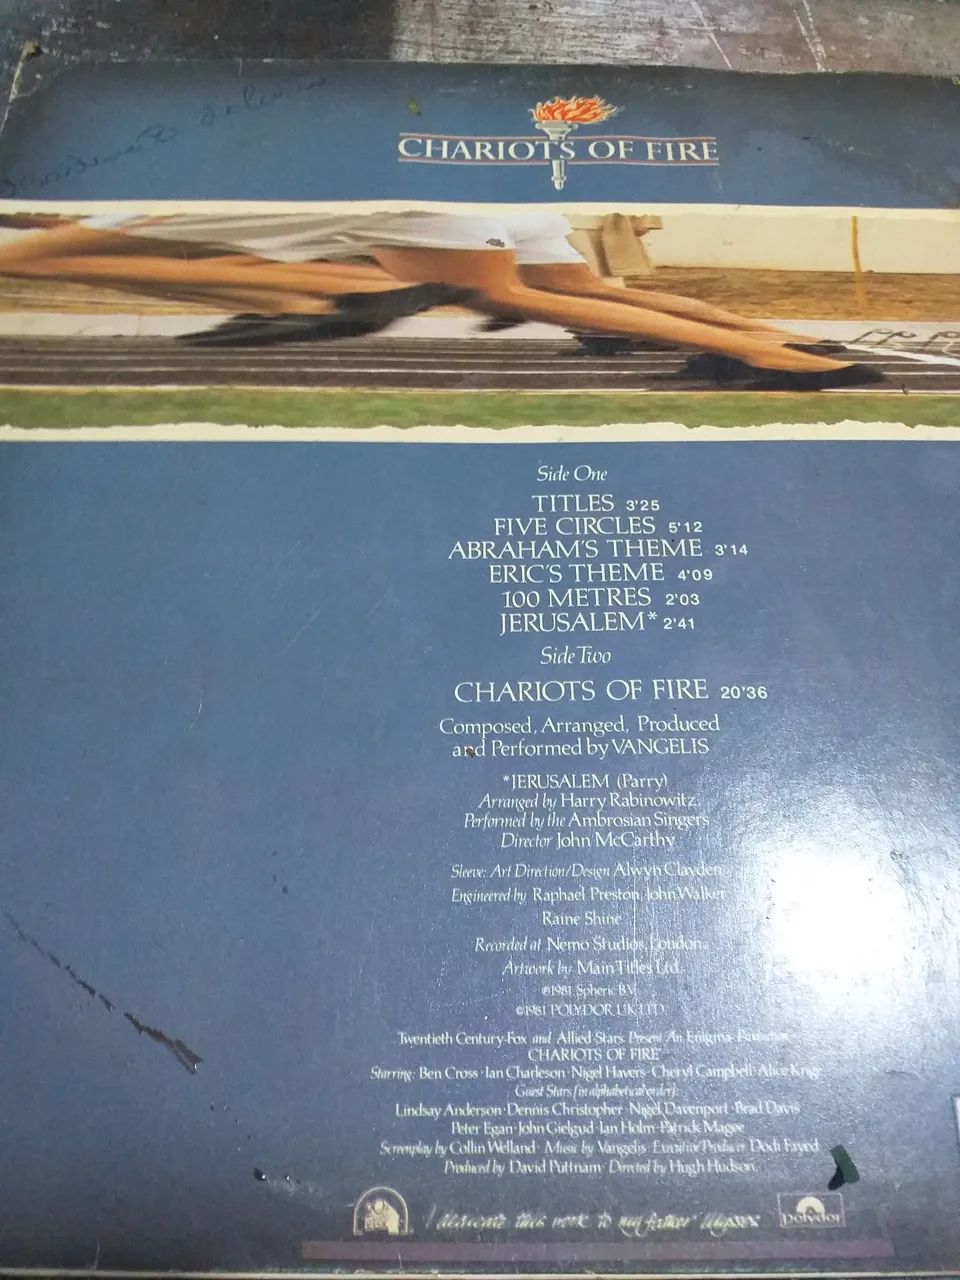 CHARIOTS OF FIRE
Side One
TITLES 3'25
FIVE CIRCLES 5'12
ABRAHAM'S THEME 3'14
ERIC'S THEME 4'09
100 METRES 2'03
JERUSALEM* 2'41
Side Two
CHARIOTS OF FIRE 20'36
Composed, Arranged, Produced
and Performed by VANGELIS
*JERUSALEM (Parry)
Arranged by Harry Rabinowitz
Performed by the Ambrosian Singers
Director John McCarthy
Sleeve: Art Direction/Design Alwyn Clayden
Engineered by Raphael Preston, John Walker
Raine Shine
Recorded at Nemo Studios, London
Artwork by Main Titles Ltd.
℗1981 Spheric B.V.
©1981 POLYDOR UK LTD.
Twentieth Century-Fox and Allied Stars Present An Enigma
CHARIOTS OF FIRE
Starring: Ben Cross · Ian Charleson · Nigel Havers · Cheryl Campbell · Alice Krige
Guest Stars (in alphabetical order):
Lindsay Anderson · Dennis Christopher · Nigel Davenport · Brad Davis
Peter Egan · John Gielgud · Ian Holm · Patrick Magee
Screenplay by Collin Welland · Music by Vangelis · Executive Producer Dodi Fayed
Produced by David Puttnam · Directed by Hugh Hudson
I dedicate this work to my father Ulysses
polydor